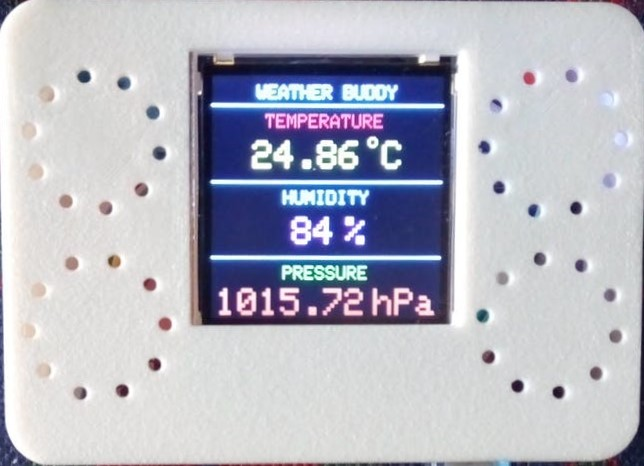 WEATHER BUDDY
TEMPERATURE
24.86°C
HUMIDITY
84 %
PRESSURE
1015.72 hPa